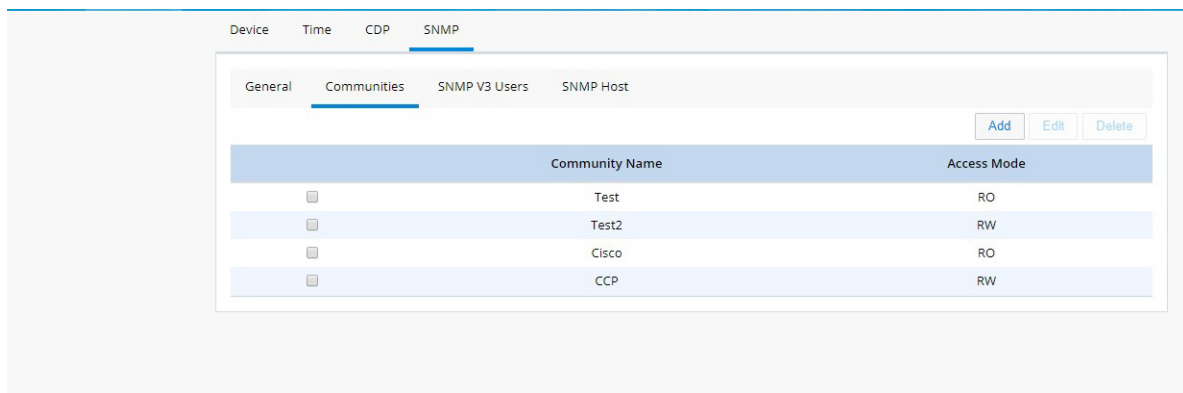 Device Time CDP SNMP
General Communities SNMP V3 Users SNMP Host
Add Edit Delete
Community Name Access Mode
Test RO
Test2 RW
Cisco RO
CCP RW